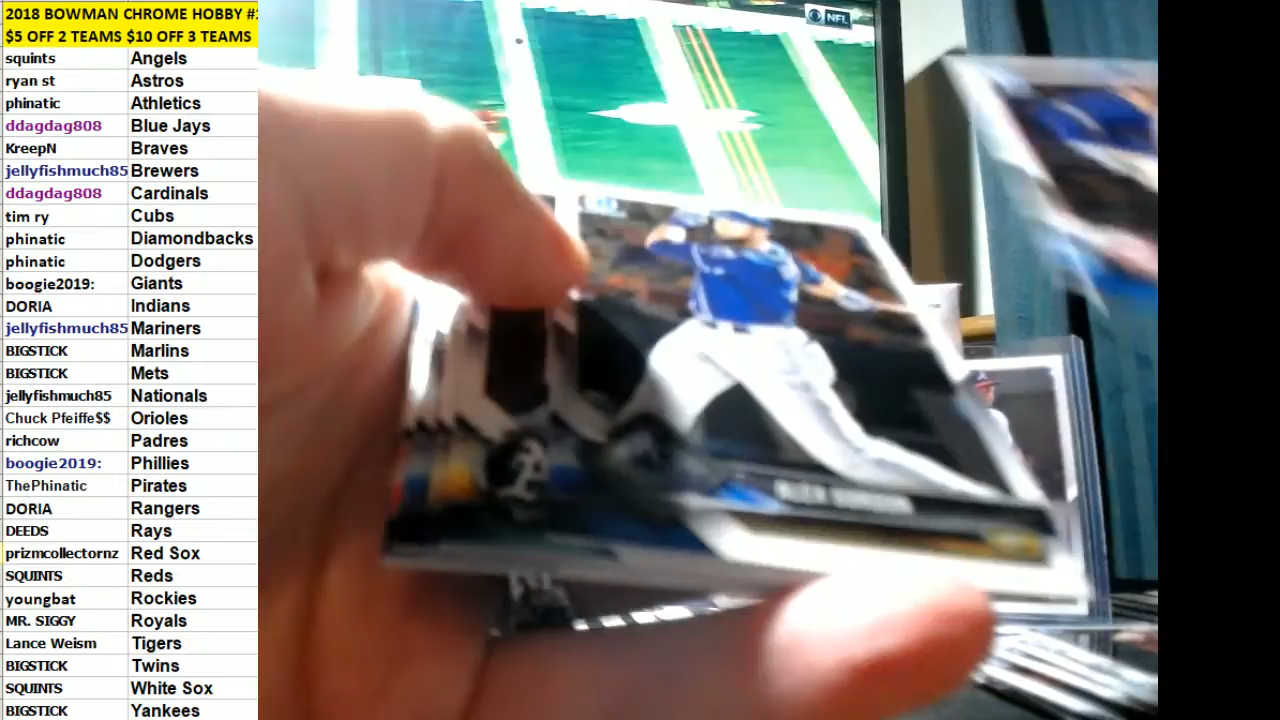 2018 BOWMAN CHROME HOBBY #
$5 OFF 2 TEAMS $10 OFF 3 TEAMS
squints Angels
ryan st Astros
phinatic Athletics
ddagdag808 Blue Jays
KreepN Braves
jellyfishmuch85 Brewers
ddagdag808 Cardinals
tim ry Cubs
phinatic Diamondbacks
phinatic Dodgers
boogie2019: Giants
DORIA Indians
jellyfishmuch85 Mariners
BIGSTICK Marlins
BIGSTICK Mets
jellyfishmuch85 Nationals
Chuck Pfeiffe$$ Orioles
richcow Padres
boogie2019: Phillies
ThePhinatic Pirates
DORIA Rangers
DEEDS Rays
prizmcollectornz Red Sox
SQUINTS Reds
youngbat Rockies
MR. SIGGY Royals
Lance Weism Tigers
BIGSTICK Twins
SQUINTS White Sox
BIGSTICK Yankees
NFL
ALEX GORDON